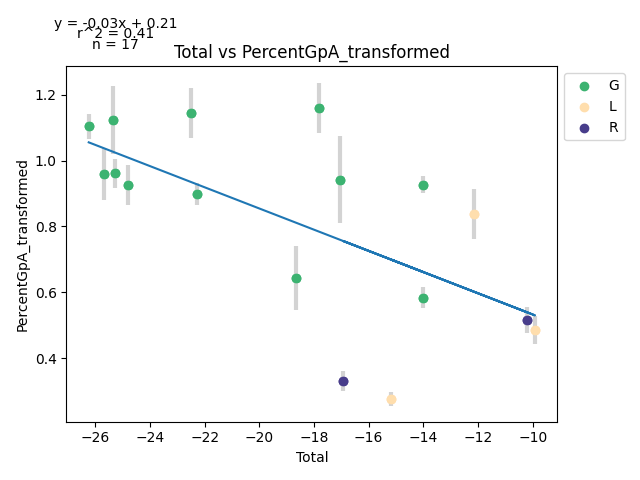 y = -0.03x + 0.21
r^2 = 0.41
n = 17
Total vs PercentGpA_transformed
G
L
R
PercentGpA_transformed
1.2
1.0
0.8
0.6
0.4
−26 −24 −22 −20 −18 −16 −14 −12 −10
Total